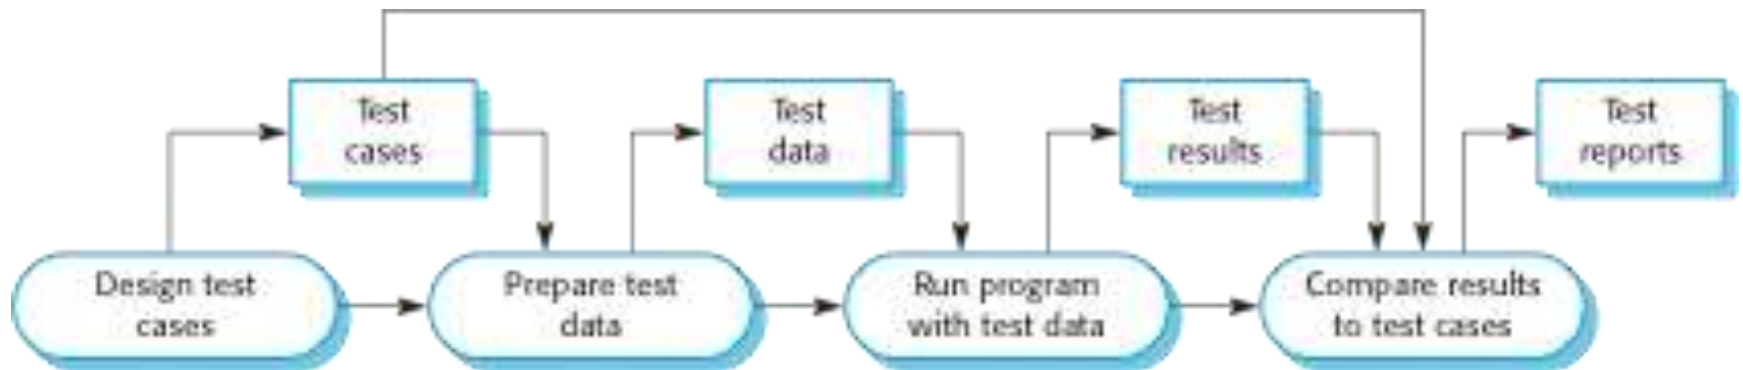 Test
cases
Test
data
Test
results
Test
reports
Design test
cases
Prepare test
data
Run program
with test data
Compare results
to test cases